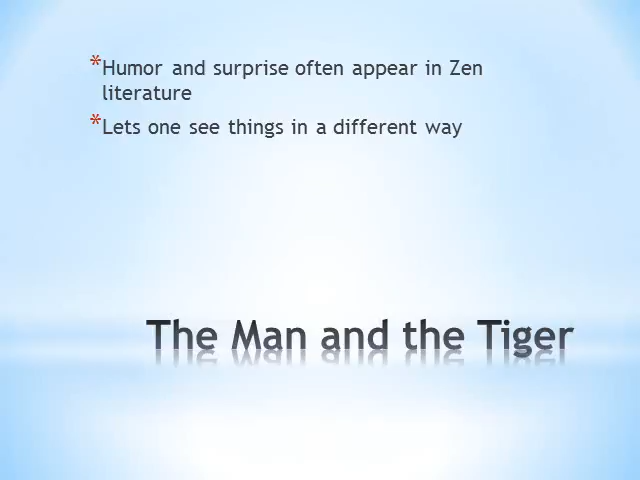 * Humor and surprise often appear in Zen
literature
* Lets one see things in a different way
The Man and the Tiger